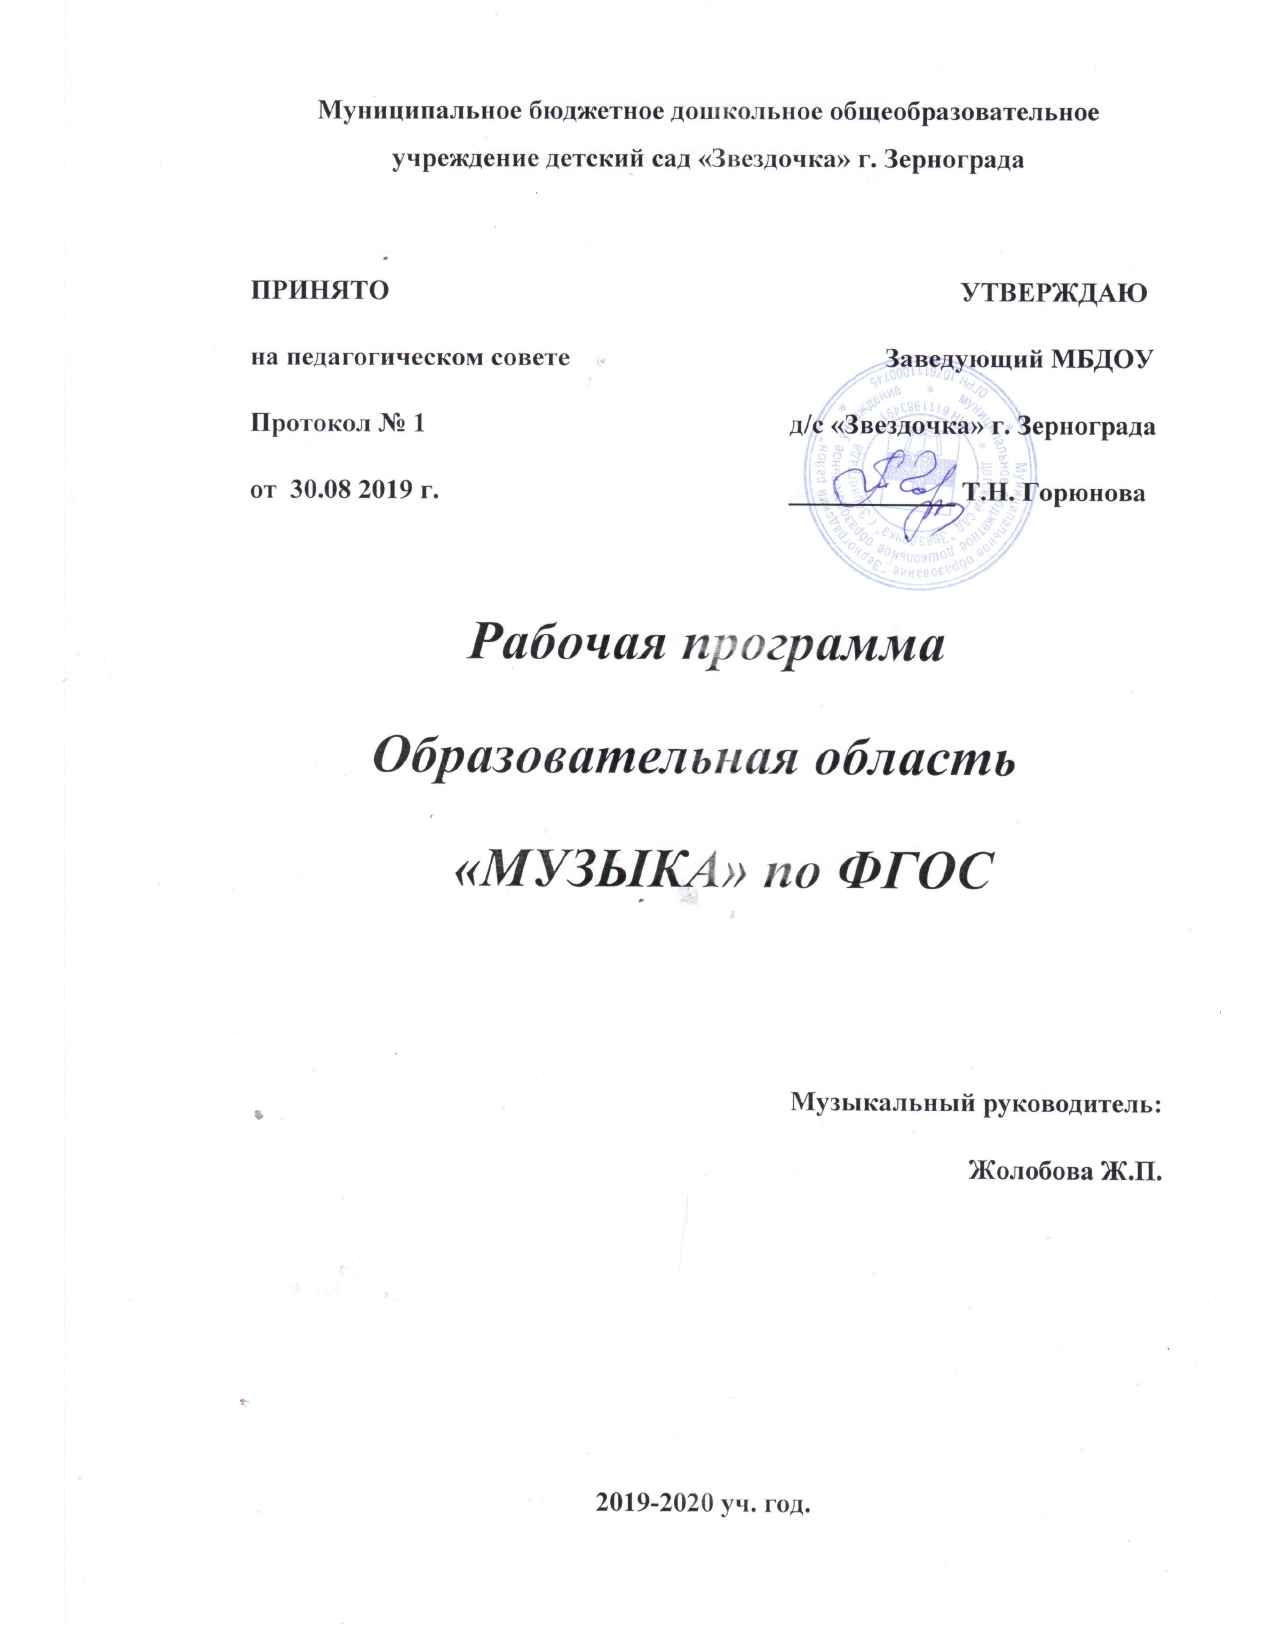 Муниципальное бюджетное дошкольное общеобразовательное
учреждение детский сад «Звездочка» г. Зернограда
ПРИНЯТО УТВЕРЖДАЮ
на педагогическом совете Заведующий МБДОУ
Протокол № 1 д/с «Звездочка» г. Зернограда
от 30.08 2019 г. ____________ Т.Н. Горюнова
Рабочая программа
Образовательная область
«МУЗЫКА» по ФГОС
Музыкальный руководитель:
Жолобова Ж.П.
2019-2020 уч. год.